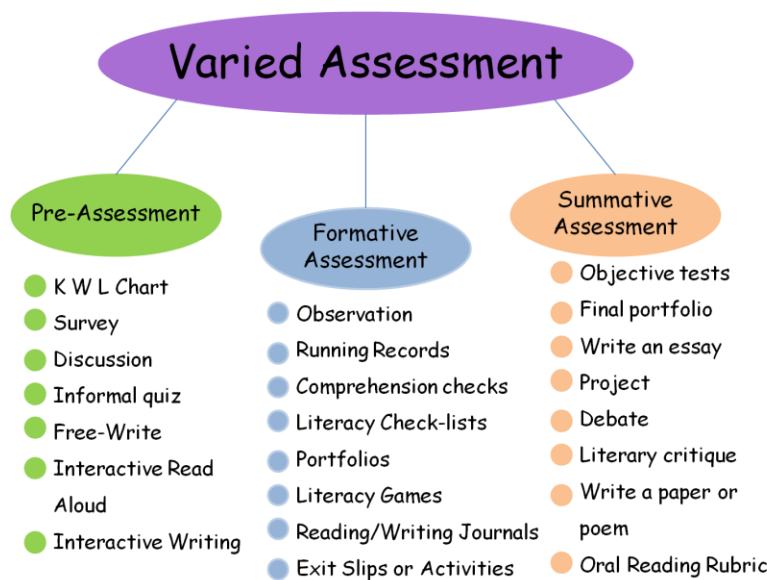 Varied Assessment
Pre-Assessment
K W L Chart
Survey
Discussion
Informal quiz
Free-Write
Interactive Read
Aloud
Interactive Writing
Formative
Assessment
Observation
Running Records
Comprehension checks
Literacy Check-lists
Portfolios
Literacy Games
Reading/Writing Journals
Exit Slips or Activities
Summative
Assessment
Objective tests
Final portfolio
Write an essay
Project
Debate
Literary critique
Write a paper or
poem
Oral Reading Rubric